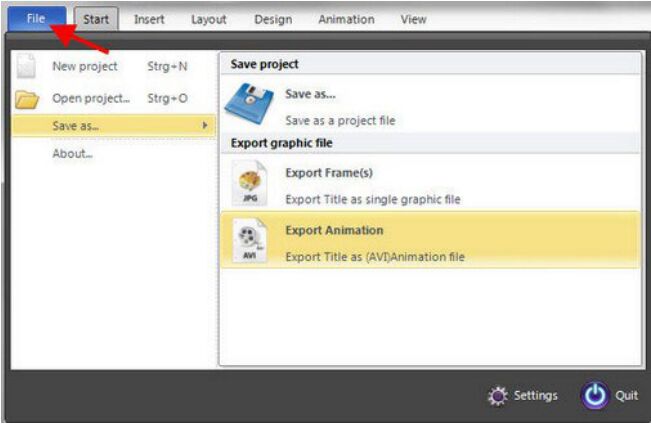 File Start Insert Layout Design Animation View
New project Strg+N
Open project... Strg+O
Save as...
About...
Save project
Save as...
Save as a project file
Export graphic file
JPG
Export Frame(s)
Export Title as single graphic file
AVI
Export Animation
Export Title as (AVI)Animation file
Settings Quit